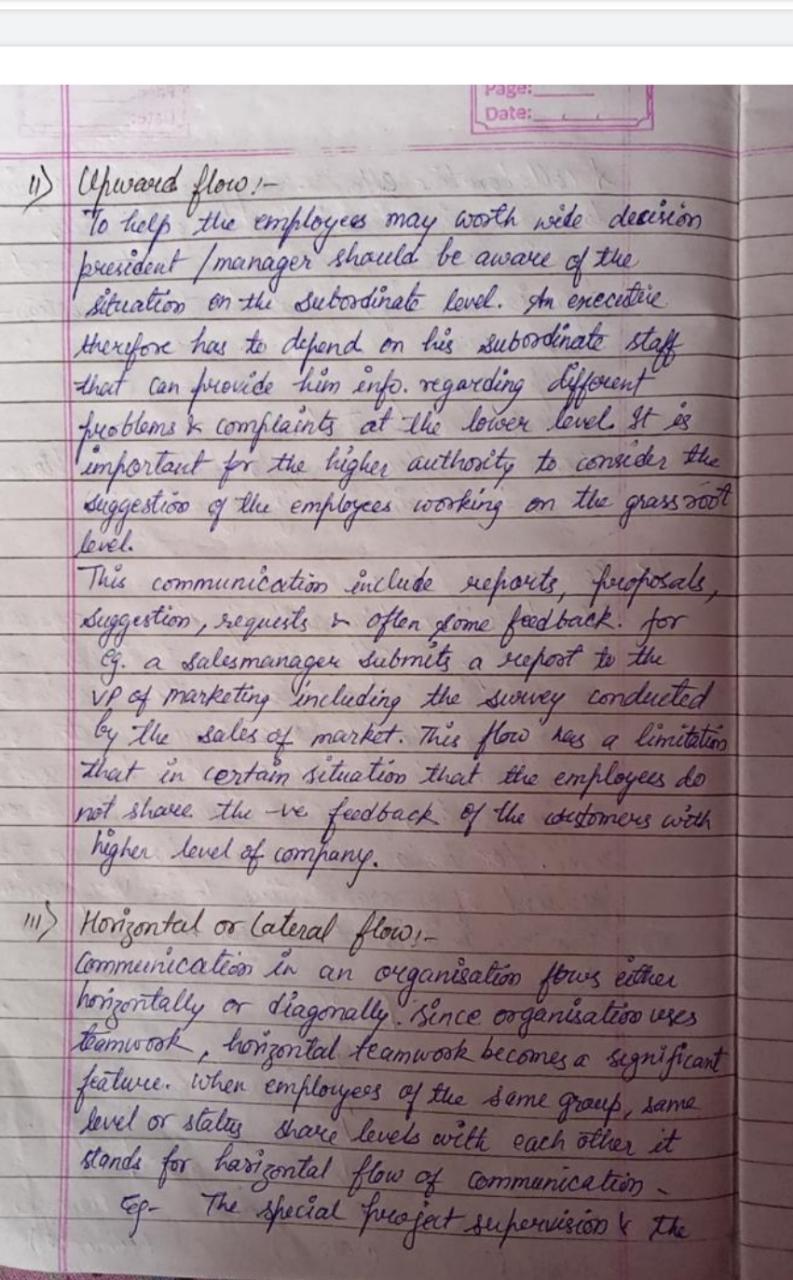 Page:
Date:
II) Upward flow:-
To help the employees may worth wide decision
president / manager should be aware of the
situation on the subordinate level. An executive
therefore has to depend on his subordinate staff
that can provide him info. regarding different
problems & complaints at the lower level. It is
important for the higher authority to consider the
suggestion of the employees working on the grass root
level.
This communication include reports, proposals,
suggestion, requests & often some feedback. for
eg. a salesmanager submits a report to the
VP of marketing including the survey conducted
by the sales of market. This flow has a limitation
that in certain situation that the employees do
not share the -ve feedback of the customers with
higher level of company.
III) Horizontal or Lateral flow:-
Communication in an organisation flows either
horizontally or diagonally. Since organisation uses
teamwork, horizontal teamwork becomes a significant
feature. When employees of the same group, same
level or status share levels with each other it
stands for horizontal flow of communication -
Eg- The special project supervision & the